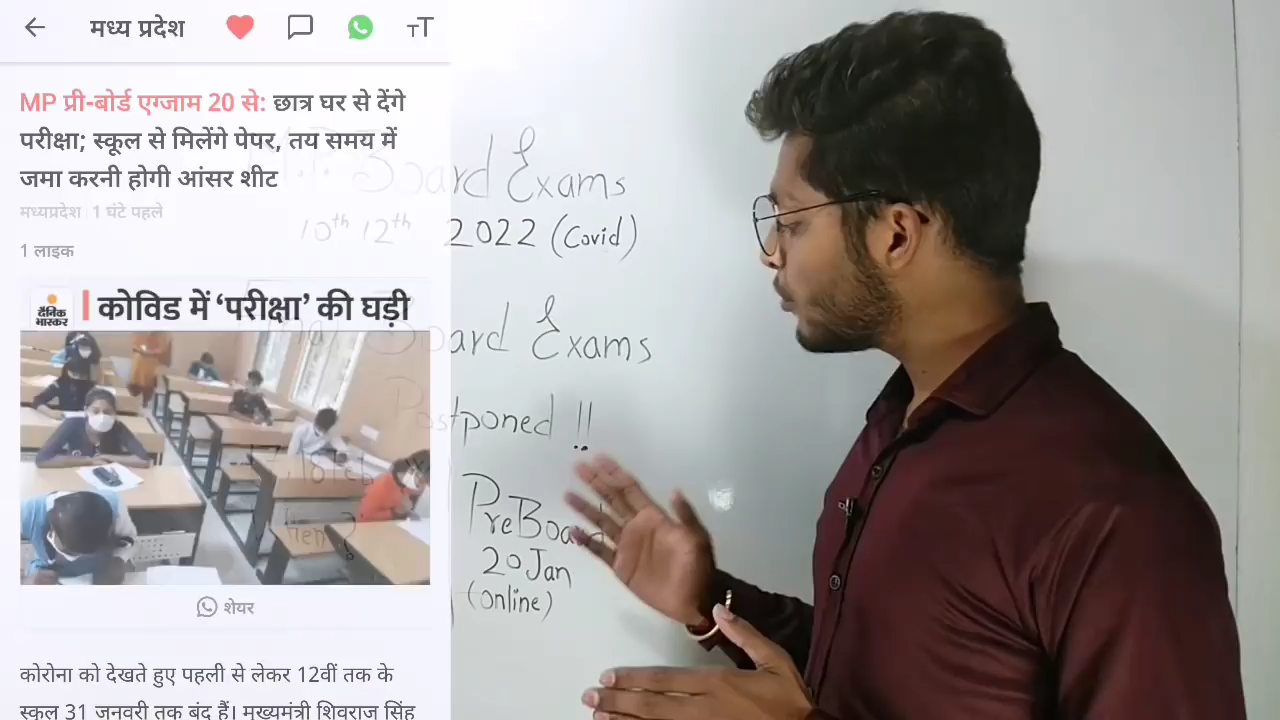 मध्य प्रदेश
TT
MP प्री-बोर्ड एग्जाम 20 से: छात्र घर से देंगे
परीक्षा; स्कूल से मिलेंगे पेपर, तय समय में
जमा करनी होगी आंसर शीट
मध्यप्रदेश 1 घंटे पहले
1 लाइक
दैनिक भास्कर
कोविड में ‘परीक्षा’ की घड़ी
शेयर
कोरोना को देखते हुए पहली से लेकर 12वीं तक के
स्कूल 31 जनवरी तक बंद हैं। मुख्यमंत्री शिवराज सिंह
M.P. Board Exams
10th 12th 2022 (Covid)
Final Board Exams
Postponed !!
PreBoard
20 Jan
(online)